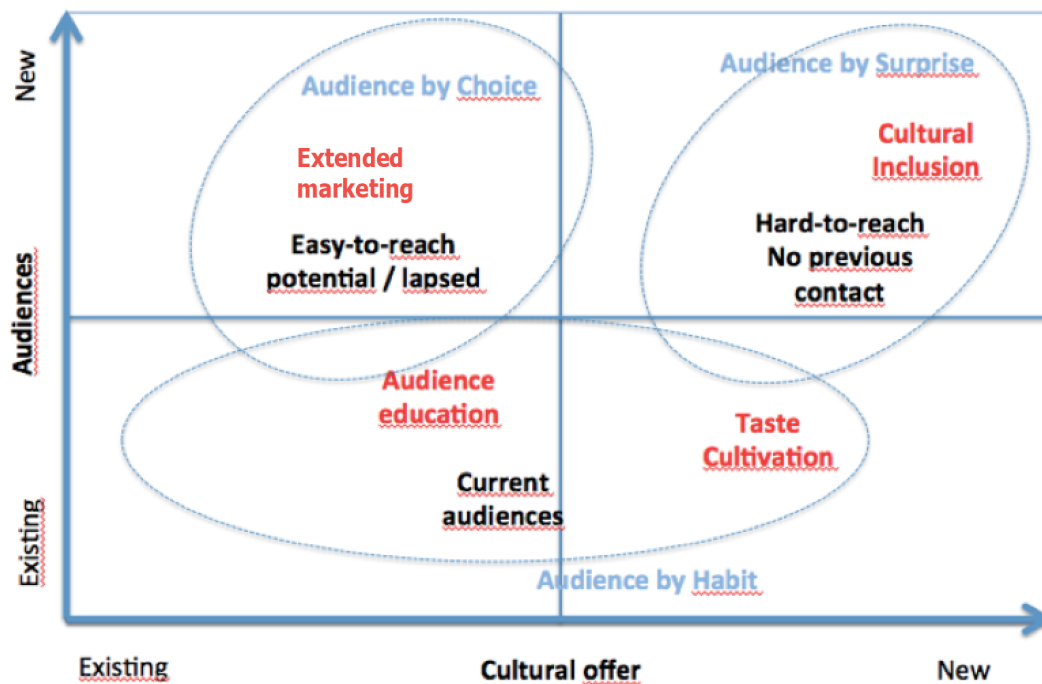 New
Audience by Choice
Audience by Surprise
Extended
marketing
Cultural
Inclusion
Easy-to-reach
potential / lapsed
Hard-to-reach
No previous
contact
Audiences
Audience
education
Taste
Cultivation
Current
audiences
Existing
Audience by Habit
Existing
Cultural offer
New